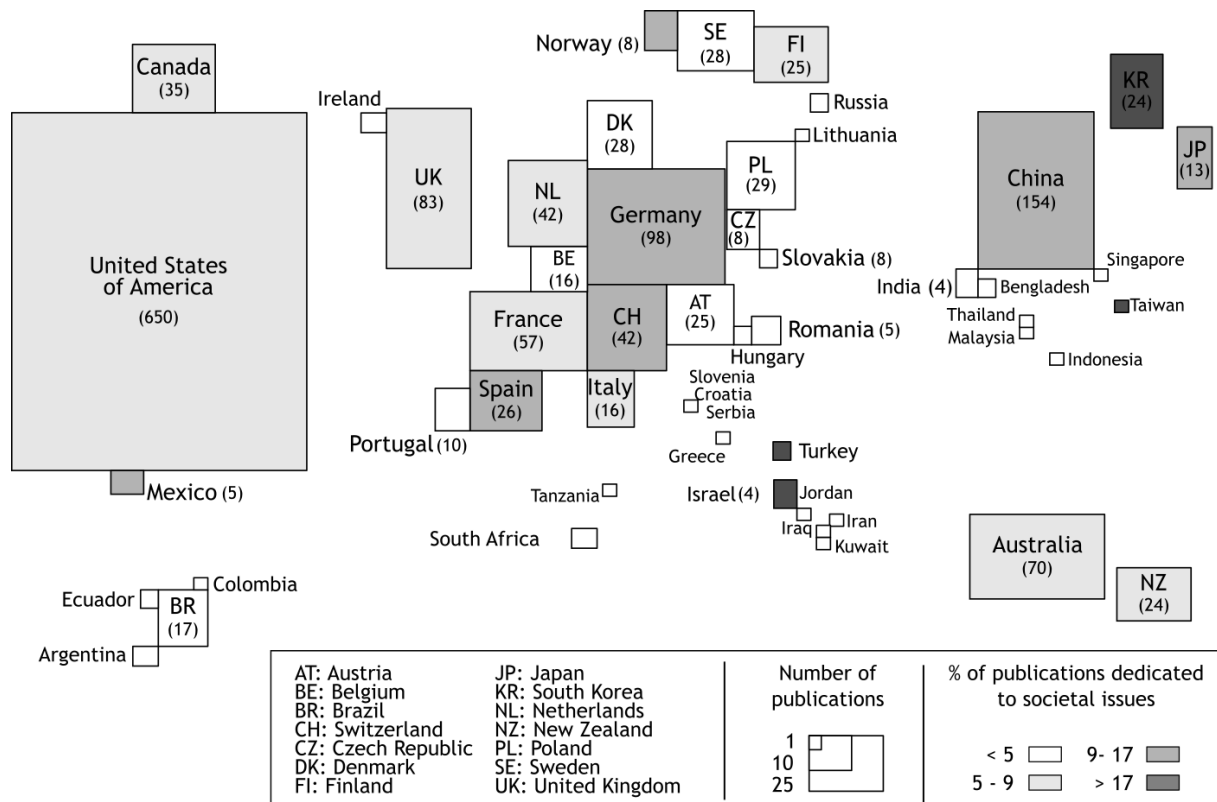 Norway (8)
SE
(28)
FI
(25)
Canada
(35)
KR
(24)
Ireland
Russia
DK
(28)
Lithuania
UK
(83)
NL
(42)
PL
(29)
China
(154)
JP
(13)
Germany
(98)
CZ
(8)
United States
of America
(650)
BE
(16)
Slovakia (8)
Singapore
India (4)
Bengladesh
France
(57)
CH
(42)
AT
(25)
Romania (5)
Hungary
Taiwan
Thailand
Malaysia
Indonesia
Spain
(26)
Italy
(16)
Slovenia
Croatia
Serbia
Portugal (10)
Greece
Turkey
Mexico (5)
Tanzania
Israel (4)
Jordan
Iraq
Iran
Kuwait
South Africa
Australia
(70)
NZ
(24)
Colombia
Ecuador
BR
(17)
Argentina
AT: Austria
BE: Belgium
BR: Brazil
CH: Switzerland
CZ: Czech Republic
DK: Denmark
FI: Finland
JP: Japan
KR: South Korea
NL: Netherlands
NZ: New Zealand
PL: Poland
SE: Sweden
UK: United Kingdom
Number of
publications
1
10
25
% of publications dedicated
to societal issues
< 5
9- 17
5 - 9
> 17